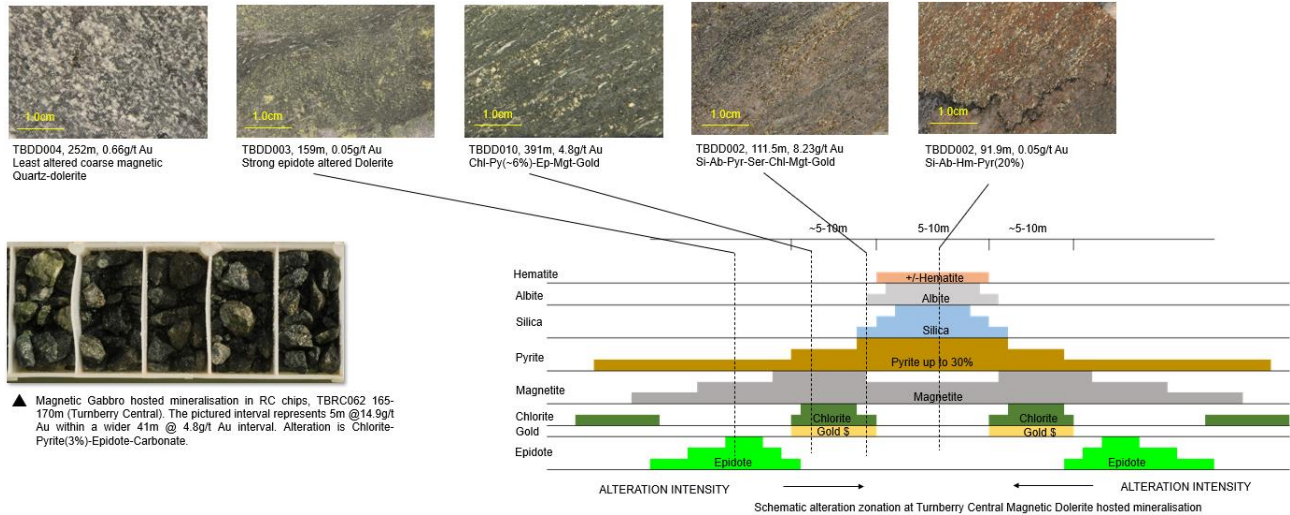 1.0cm
1.0cm
1.0cm
1.0cm
1.0cm
TBDD004, 252m, 0.66g/t Au
Least altered coarse magnetic
Quartz-dolerite
TBDD003, 159m, 0.05g/t Au
Strong epidote altered Dolerite
TBDD010, 391m, 4.8g/t Au
Chl-Py(~6%)-Ep-Mgt-Gold
TBDD002, 111.5m, 8.23g/t Au
Si-Ab-Pyr-Ser-Chl-Mgt-Gold
TBDD002, 91.9m, 0.05g/t Au
Si-Ab-Hm-Pyr(20%)
Magnetic Gabbro hosted mineralisation in RC chips, TBRC062 165-
170m (Turnberry Central). The pictured interval represents 5m @14.9g/t
Au within a wider 41m @ 4.8g/t Au interval. Alteration is Chlorite-
Pyrite(3%)-Epidote-Carbonate.
~5-10m
5-10m
~5-10m
Hematite
+/-Hematite
Albite
Albite
Silica
Silica
Pyrite
Pyrite up to 30%
Magnetite
Magnetite
Chlorite
Chlorite
Chlorite
Gold
Gold $
Gold $
Epidote
Epidote
Epidote
ALTERATION INTENSITY
ALTERATION INTENSITY
Schematic alteration zonation at Turnberry Central Magnetic Dolerite hosted mineralisation